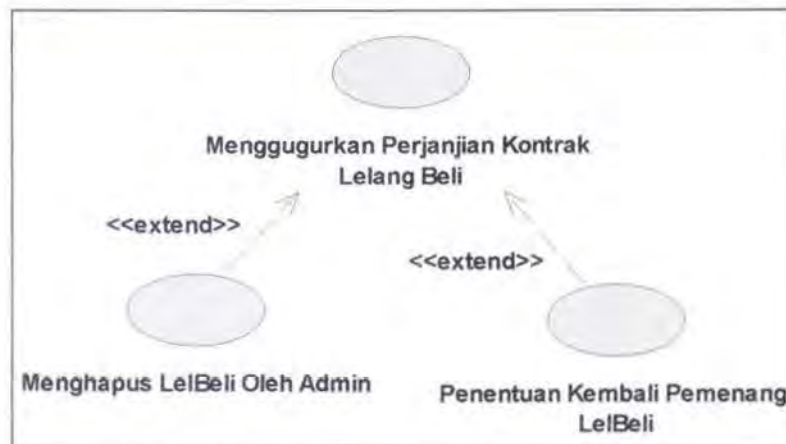 Menggugurkan Perjanjian Kontrak
Lelang Beli
<<extend>>
<<extend>>
Menghapus LelBeli Oleh Admin
Penentuan Kembali Pemenang
LelBeli